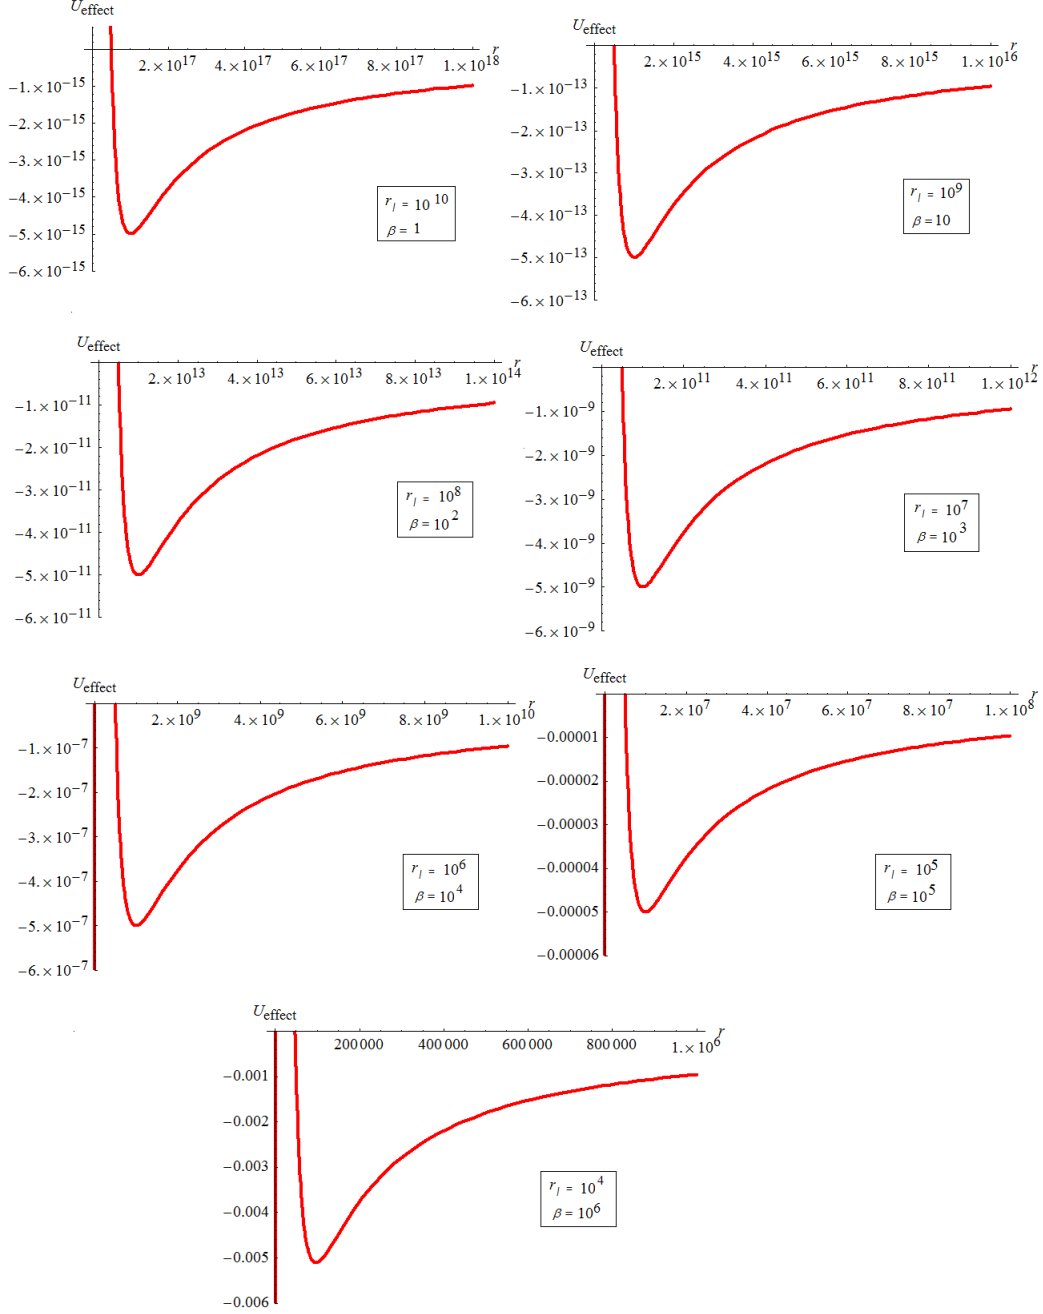 U_effect
r
2.×10^17 4.×10^17 6.×10^17 8.×10^17 1.×10^18
−1.×10^−15
−2.×10^−15
−3.×10^−15
−4.×10^−15
−5.×10^−15
−6.×10^−15
r_l = 10^10
β = 1
U_effect
r
2.×10^15 4.×10^15 6.×10^15 8.×10^15 1.×10^16
−1.×10^−13
−2.×10^−13
−3.×10^−13
−4.×10^−13
−5.×10^−13
−6.×10^−13
r_l = 10^9
β = 10
U_effect
r
2.×10^13 4.×10^13 6.×10^13 8.×10^13 1.×10^14
−1.×10^−11
−2.×10^−11
−3.×10^−11
−4.×10^−11
−5.×10^−11
−6.×10^−11
r_l = 10^8
β = 10^2
U_effect
r
2.×10^11 4.×10^11 6.×10^11 8.×10^11 1.×10^12
−1.×10^−9
−2.×10^−9
−3.×10^−9
−4.×10^−9
−5.×10^−9
−6.×10^−9
r_l = 10^7
β = 10^3
U_effect
r
2.×10^9 4.×10^9 6.×10^9 8.×10^9 1.×10^10
−1.×10^−7
−2.×10^−7
−3.×10^−7
−4.×10^−7
−5.×10^−7
−6.×10^−7
r_l = 10^6
β = 10^4
U_effect
r
2.×10^7 4.×10^7 6.×10^7 8.×10^7 1.×10^8
−0.00001
−0.00002
−0.00003
−0.00004
−0.00005
−0.00006
r_l = 10^5
β = 10^5
U_effect
r
200000 400000 600000 800000 1.×10^6
−0.001
−0.002
−0.003
−0.004
−0.005
−0.006
r_l = 10^4
β = 10^6